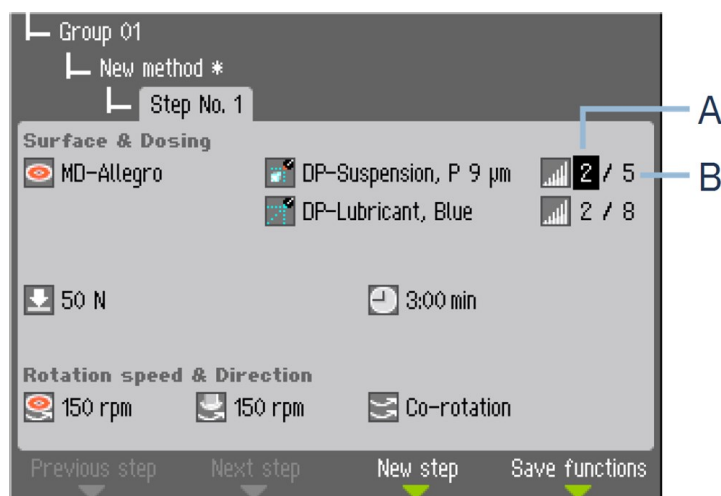 Group 01
New method *
Step No. 1
A
Surface & Dosing
MD-Allegro DP-Suspension, P 9 µm 2 / 5 B
DP-Lubricant, Blue 2 / 8
50 N 3:00 min
Rotation speed & Direction
150 rpm 150 rpm Co-rotation
Previous step Next step New step Save functions